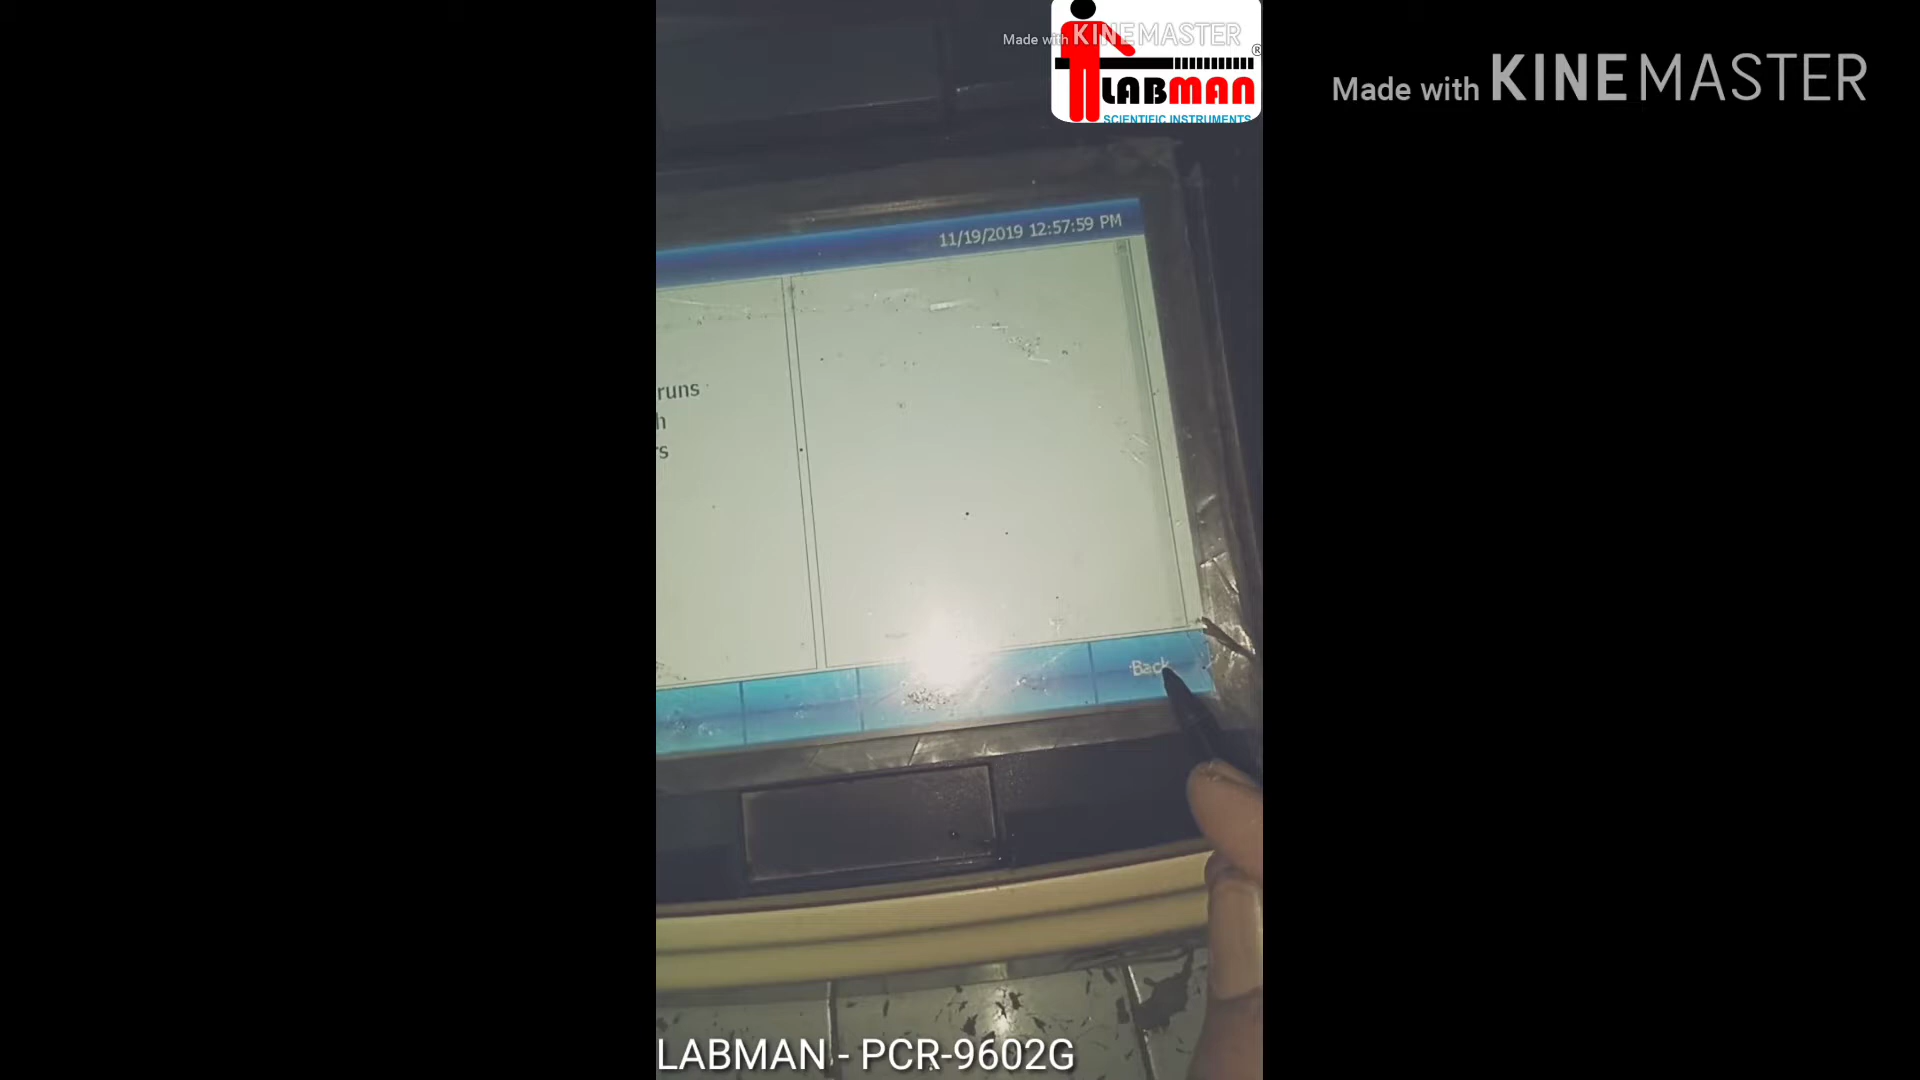 Made with KINEMASTER
Made with KINEMASTER
LABMAN
®
SCIENTIFIC INSTRUMENTS
11/19/2019 12:57:59 PM
runs
h
rs
Back
LABMAN - PCR-9602G